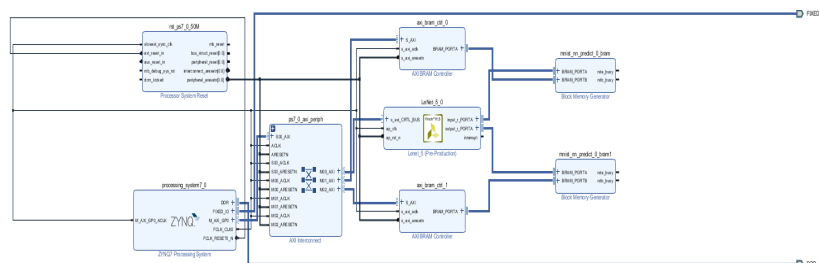 FIXED
rst_ps7_0_50M
slowest_sync_clk
ext_reset_in
aux_reset_in
mb_debug_sys_rst
dcm_locked
mb_reset
bus_struct_reset[0:0]
peripheral_reset[0:0]
interconnect_aresetn[0:0]
peripheral_aresetn[0:0]
Processor System Reset
axi_bram_ctrl_0
S_AXI
s_axi_aclk
s_axi_aresetn
BRAM_PORTA
AXI BRAM Controller
mnist_nn_predict_0_bram
BRAM_PORTA
BRAM_PORTB
rsta_busy
rstb_busy
Block Memory Generator
LeNet_5_0
s_axi_CRTL_BUS
ap_clk
ap_rst_n
input_r_PORTA
output_r_PORTA
interrupt
Lenet_5 (Pre-Production)
ps7_0_axi_periph
S00_AXI
ACLK
ARESETN
S00_ACLK
S00_ARESETN
M00_ACLK
M00_ARESETN
M01_ACLK
M01_ARESETN
M02_ACLK
M02_ARESETN
M00_AXI
M01_AXI
M02_AXI
AXI Interconnect
mnist_nn_predict_0_bram1
BRAM_PORTA
BRAM_PORTB
rsta_busy
rstb_busy
Block Memory Generator
processing_system7_0
M_AXI_GP0_ACLK
ZYNQ
DDR
FIXED_IO
M_AXI_GP0
FCLK_CLK0
FCLK_RESET0_N
ZYNQ7 Processing System
axi_bram_ctrl_1
S_AXI
s_axi_aclk
s_axi_aresetn
BRAM_PORTA
AXI BRAM Controller